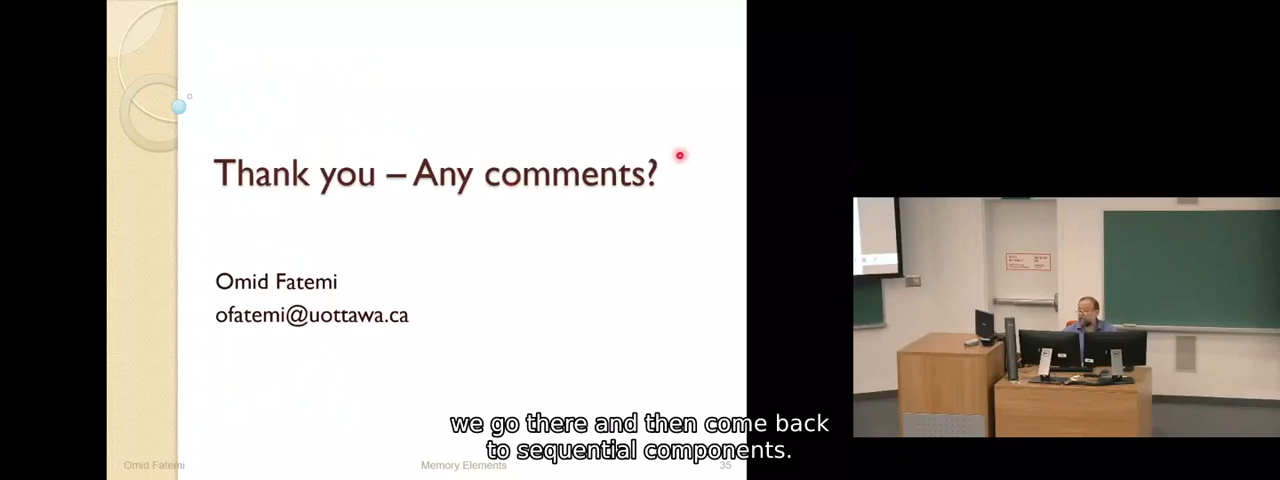 Thank you – Any comments?
Omid Fatemi
ofatemi@uottawa.ca
we go there and then come back
to sequential components.
Omid Fatemi
Memory Elements
35